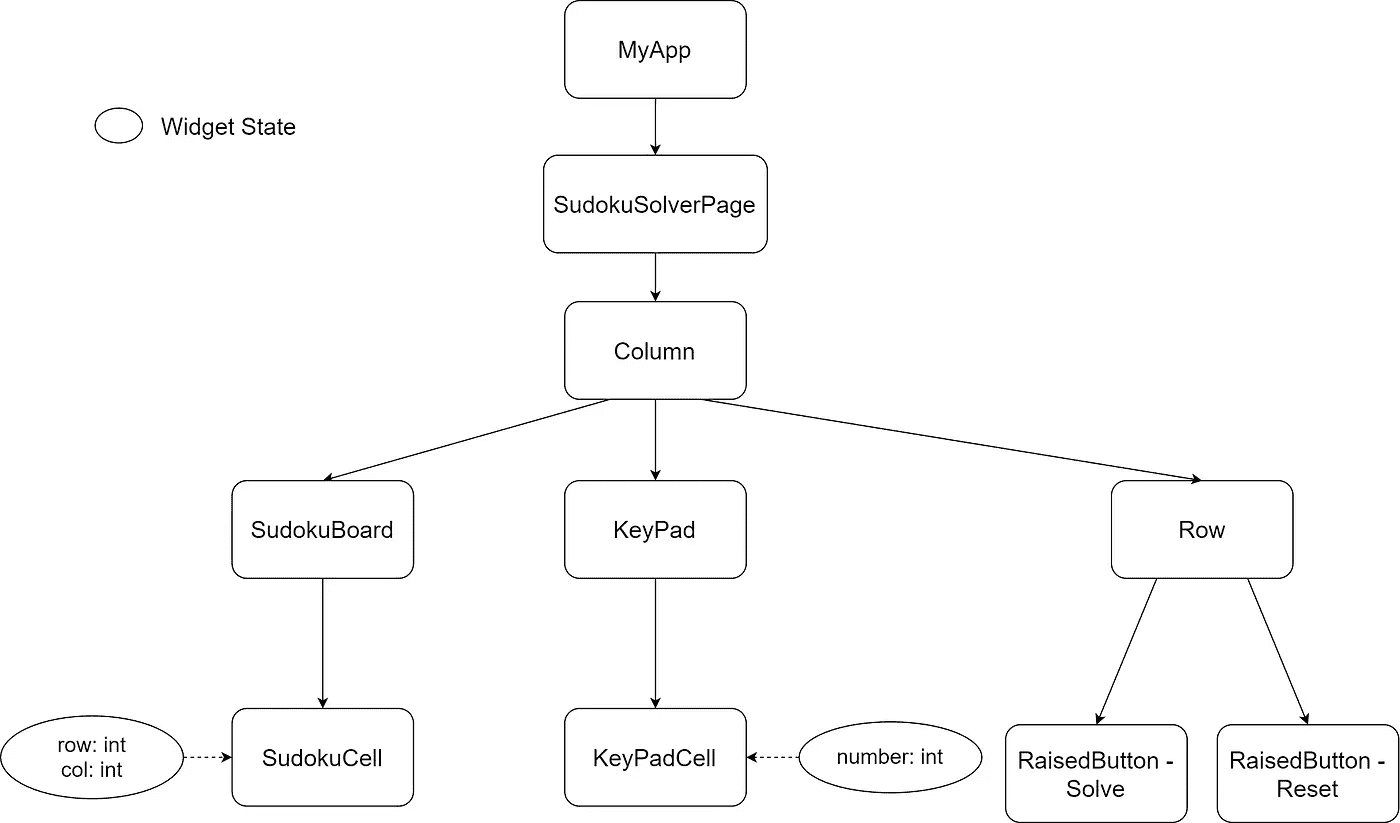 MyApp
Widget State
SudokuSolverPage
Column
SudokuBoard
KeyPad
Row
row: int
col: int
SudokuCell
KeyPadCell
number: int
RaisedButton -
Solve
RaisedButton -
Reset